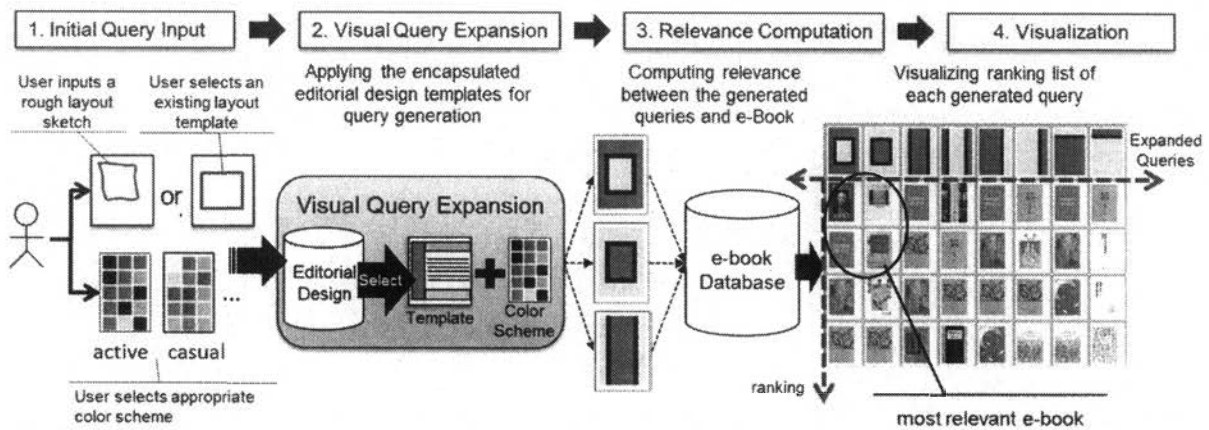 1. Initial Query Input
2. Visual Query Expansion
3. Relevance Computation
4. Visualization
User inputs a
rough layout
sketch
User selects an
existing layout
template
Applying the encapsulated
editorial design templates for
query generation
Computing relevance
between the generated
queries and e-Book
Visualizing ranking list of
each generated query
or
active
casual
...
User selects appropriate
color scheme
Visual Query Expansion
Editorial
Design
Select
Template
Color
Scheme
e-book
Database
Expanded
Queries
ranking
most relevant e-book